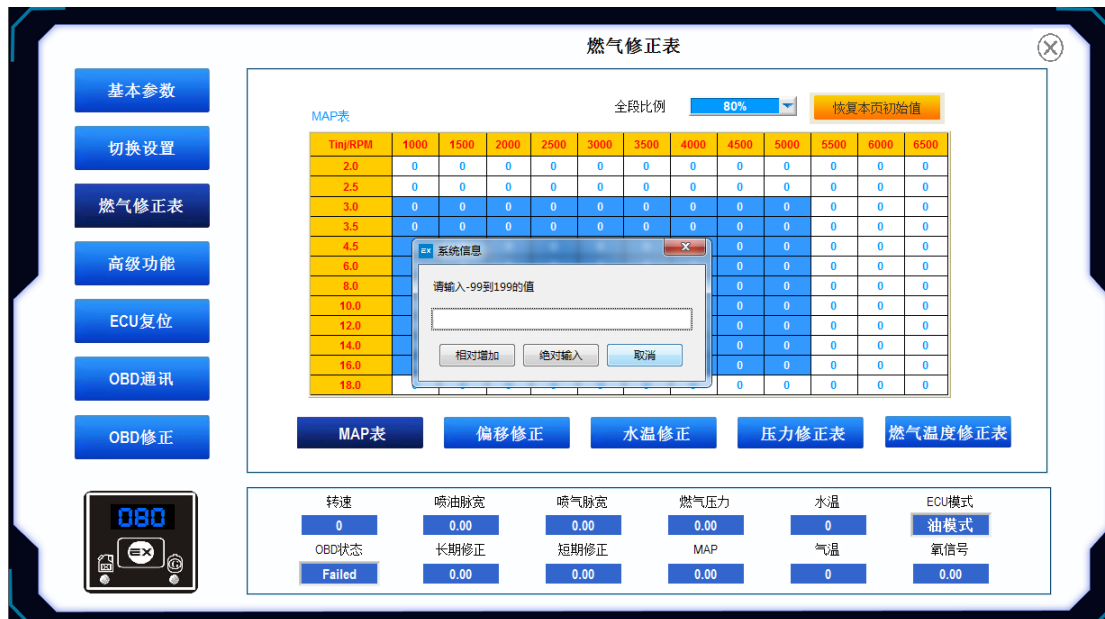 燃气修正表
基本参数
切换设置
燃气修正表
高级功能
ECU复位
OBD通讯
OBD修正
MAP表 全段比例 80% 恢复本页初始值
Tinj/RPM 1000 1500 2000 2500 3000 3500 4000 4500 5000 5500 6000 6500
2.0 0 0 0 0 0 0 0 0 0 0 0 0
2.5 0 0 0 0 0 0 0 0 0 0 0 0
3.0 0 0 0 0 0 0 0 0 0 0 0 0
3.5 0 0 0 0 0 0 0 0 0 0 0 0
4.5 0 0 0 0 0
6.0 0 0 0 0 0
8.0 0 0 0 0 0
10.0 0 0 0 0 0
12.0 0 0 0 0 0
14.0 0 0 0 0 0
16.0 0 0 0 0 0
18.0 0 0 0 0 0
EX 系统信息
请输入-99到199的值
相对增加 绝对输入 取消
MAP表 偏移修正 水温修正 压力修正表 燃气温度修正表
转速 喷油脉宽 喷气脉宽 燃气压力 水温 ECU模式
0 0.00 0.00 0.00 0 油模式
OBD状态 长期修正 短期修正 MAP 气温 氧信号
Failed 0.00 0.00 0.00 0 0.00
080
EX